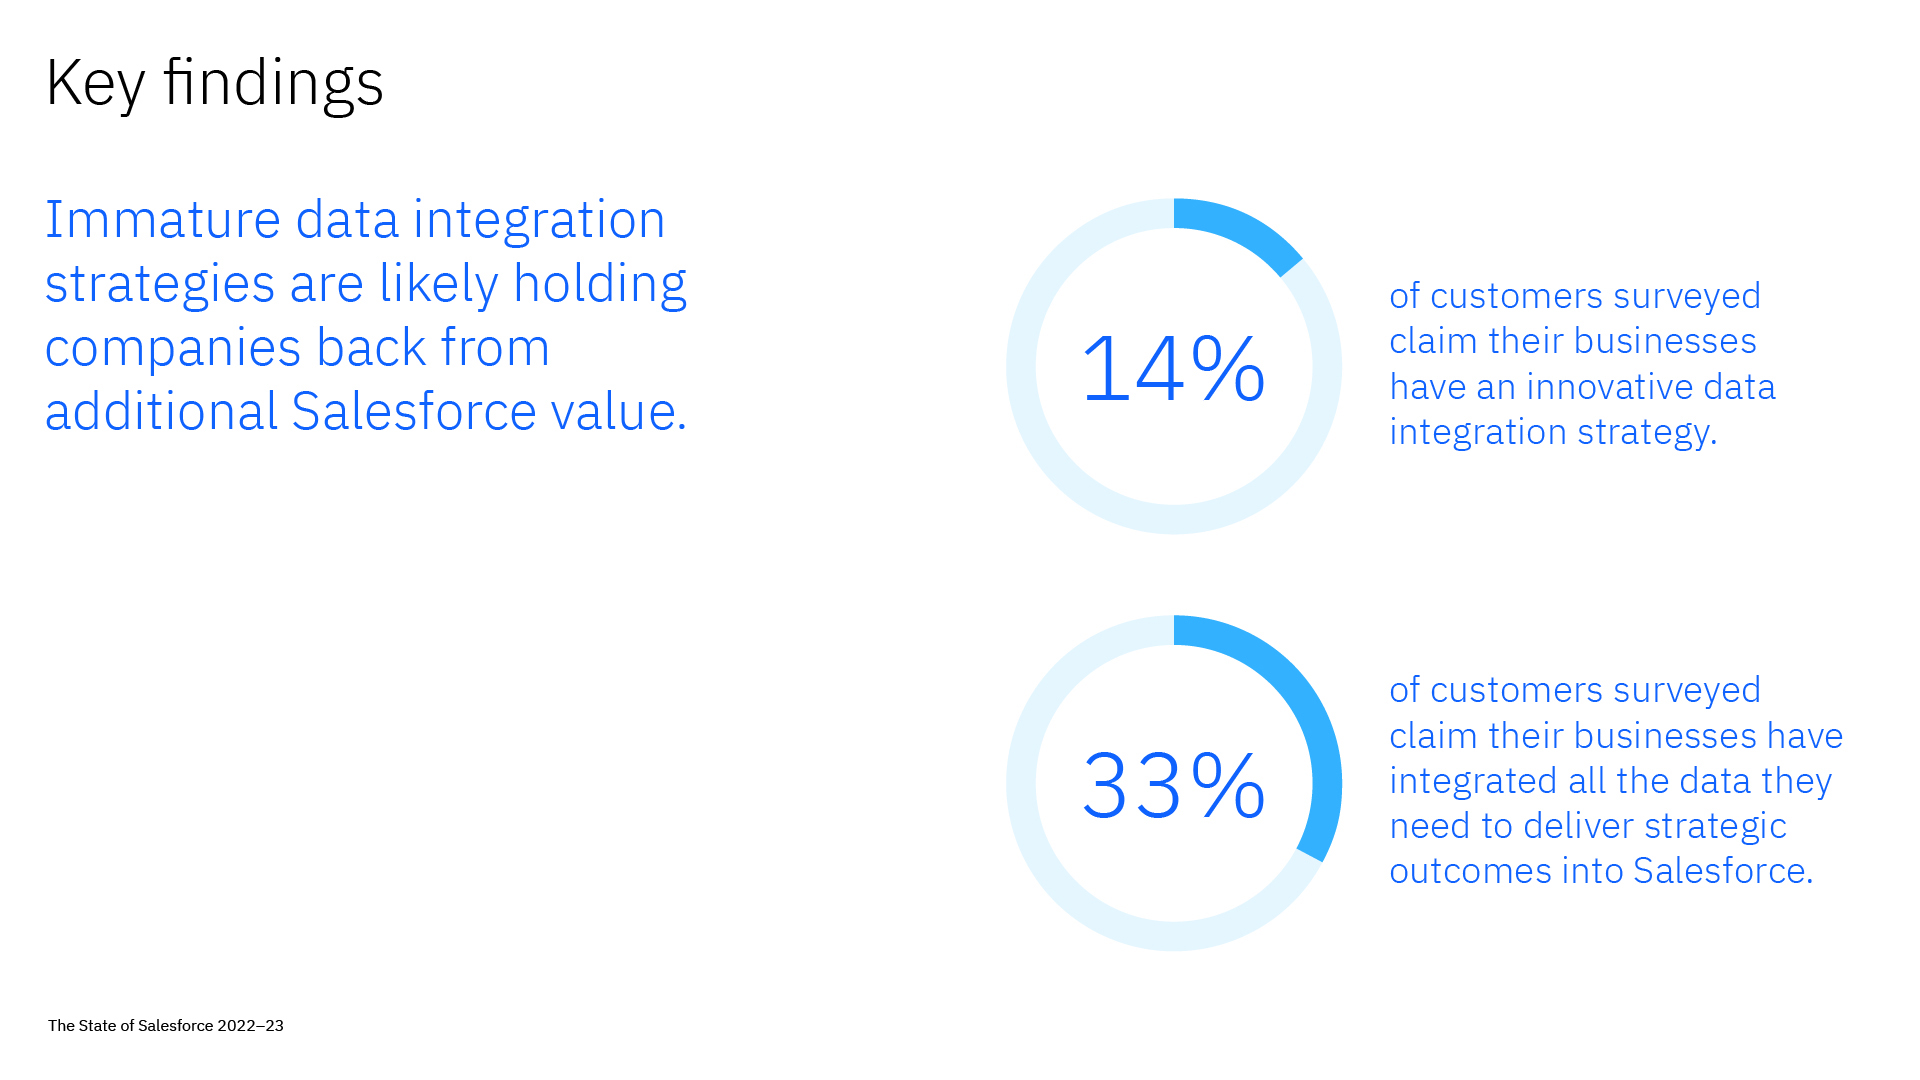 Key findings
Immature data integration
strategies are likely holding
companies back from
additional Salesforce value.
14%
of customers surveyed
claim their businesses
have an innovative data
integration strategy.
33%
of customers surveyed
claim their businesses have
integrated all the data they
need to deliver strategic
outcomes into Salesforce.
The State of Salesforce 2022–23